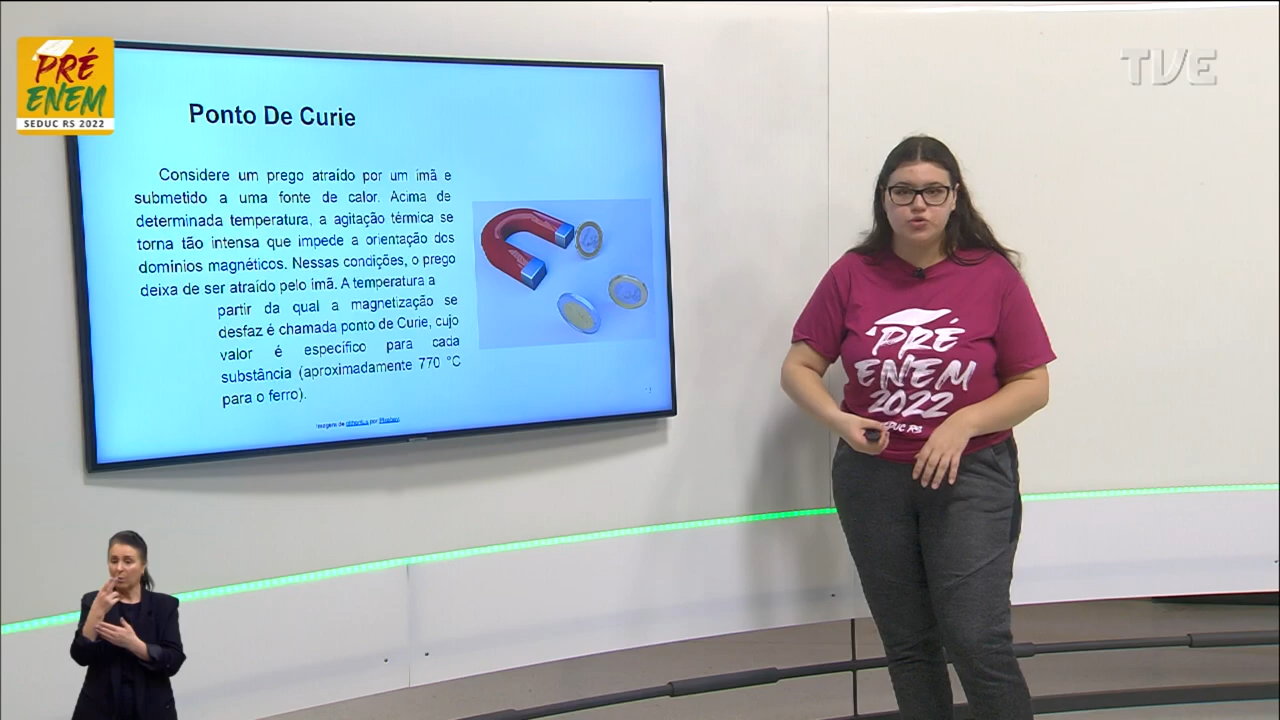 PRÉ
ENEM
SEDUC RS 2022
TVE
Ponto De Curie
Considere um prego atraído por um imã e
submetido a uma fonte de calor. Acima de
determinada temperatura, a agitação térmica se
torna tão intensa que impede a orientação dos
domínios magnéticos. Nessas condições, o prego
deixa de ser atraído pelo imã. A temperatura a
partir da qual a magnetização se
desfaz é chamada ponto de Curie, cujo
valor é específico para cada
substância (aproximadamente 770 °C
para o ferro).
Imagens de
por
PRÉ
ENEM
2022
SEDUC RS